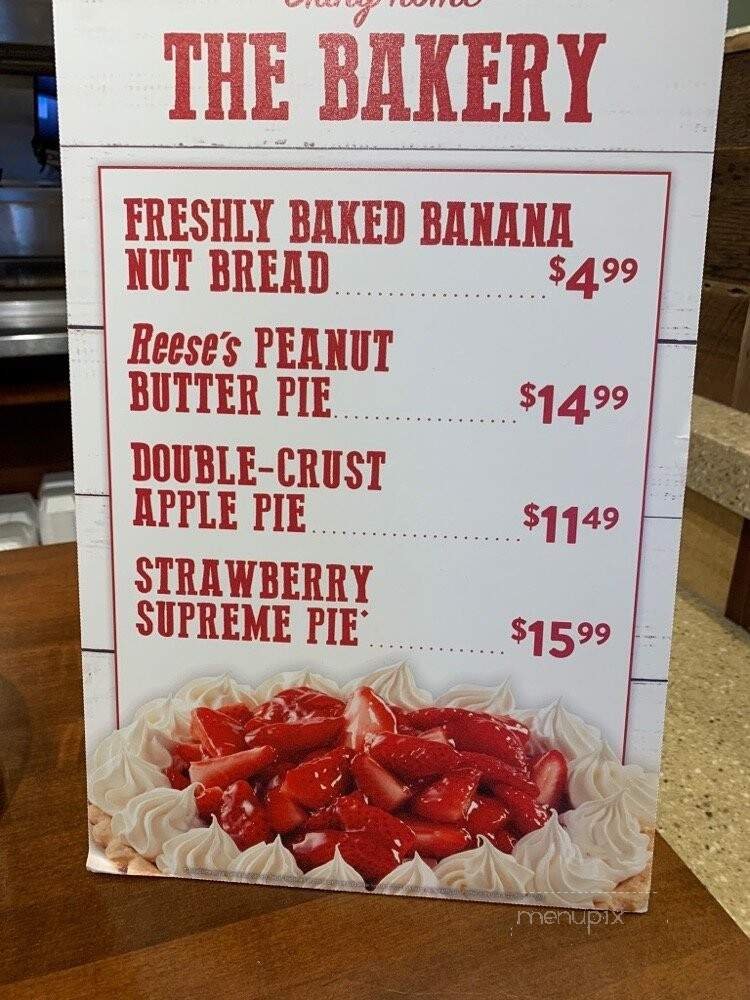 THE BAKERY
FRESHLY BAKED BANANA
NUT BREAD .................... $4.99
Reese's PEANUT
BUTTER PIE .................... $14.99
DOUBLE-CRUST
APPLE PIE .................... $11.49
STRAWBERRY
SUPREME PIE* .................... $15.99
menupix